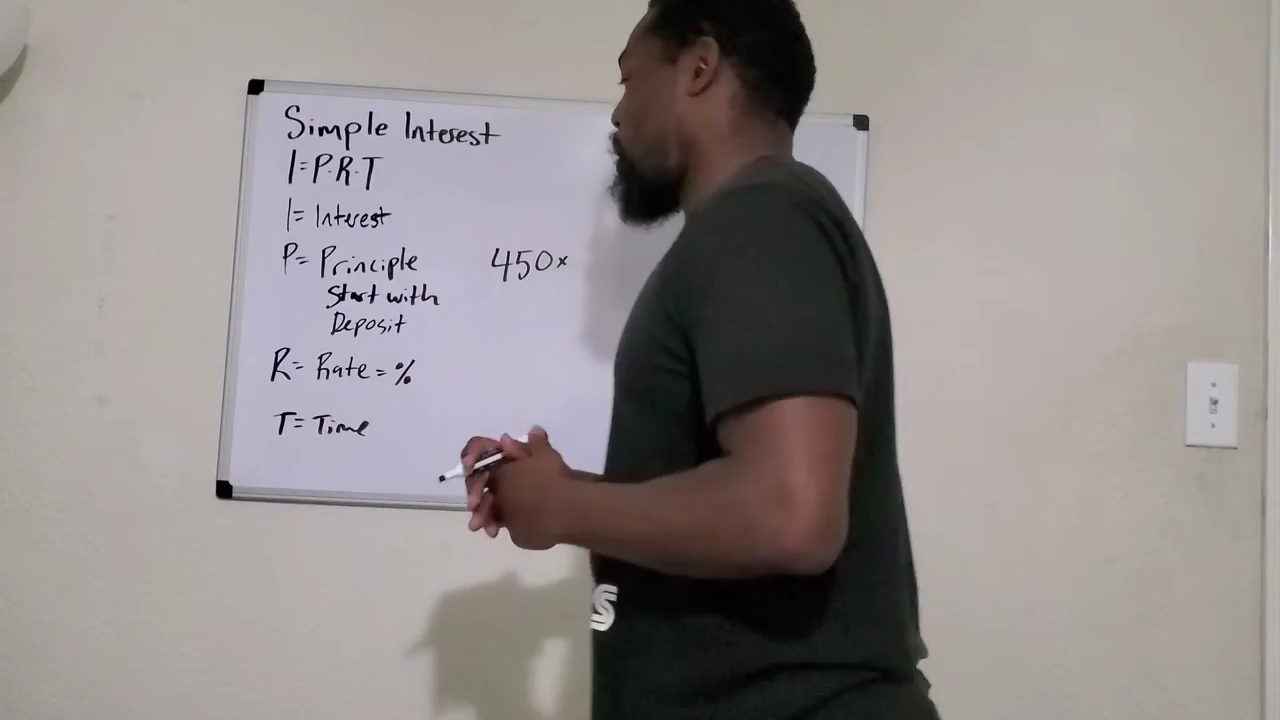 Simple Interest
I=P·R·T
I= Interest
P= Principle
Start with
Deposit
450×
R= Rate = %
T= Time
S